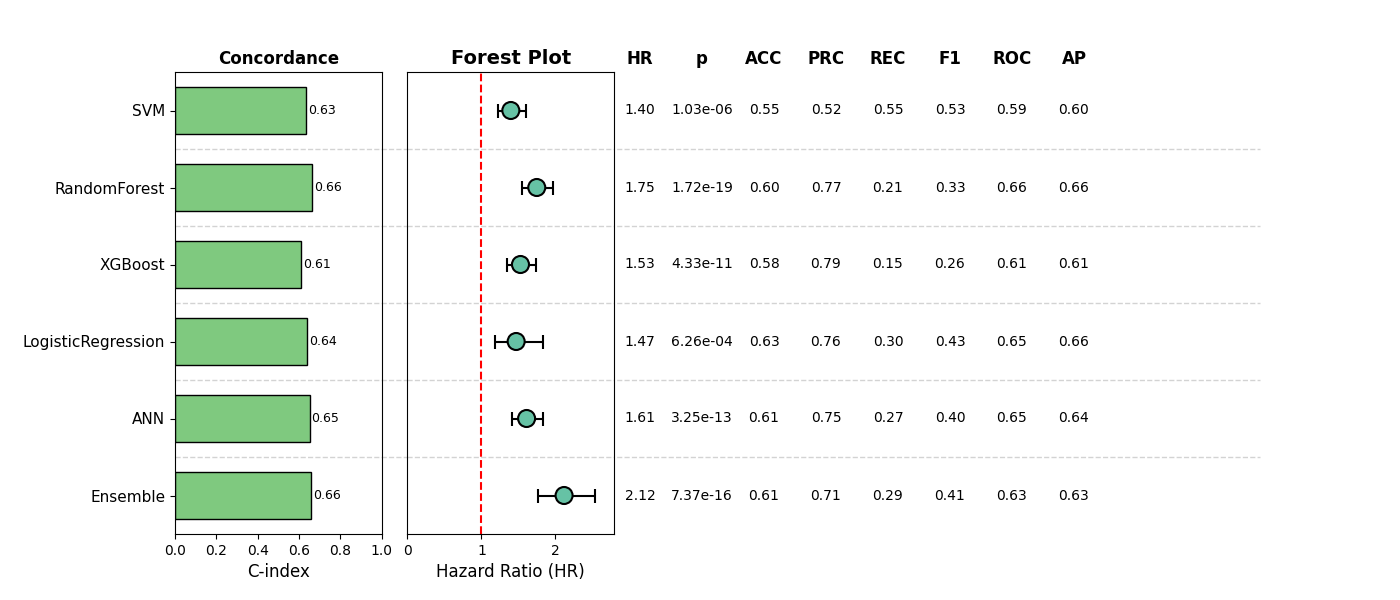 Concordance Forest Plot HR p ACC PRC REC F1 ROC AP
SVM 0.63 1.40 1.03e-06 0.55 0.52 0.55 0.53 0.59 0.60
RandomForest 0.66 1.75 1.72e-19 0.60 0.77 0.21 0.33 0.66 0.66
XGBoost 0.61 1.53 4.33e-11 0.58 0.79 0.15 0.26 0.61 0.61
LogisticRegression 0.64 1.47 6.26e-04 0.63 0.76 0.30 0.43 0.65 0.66
ANN 0.65 1.61 3.25e-13 0.61 0.75 0.27 0.40 0.65 0.64
Ensemble 0.66 2.12 7.37e-16 0.61 0.71 0.29 0.41 0.63 0.63
0.0 0.2 0.4 0.6 0.8 1.0 0 1 2
C-index Hazard Ratio (HR)